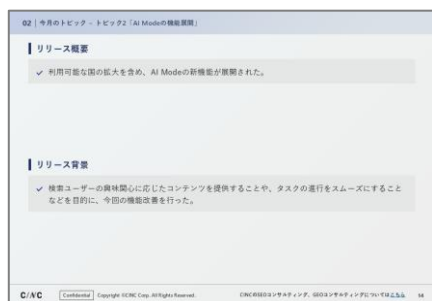 02 | 今月のトピック - トピック2「AI Modeの機能展開」
リリース概要
✓ 利用可能な国の拡大を含め、AI Modeの新機能が展開された。
リリース背景
✓ 検索ユーザーの興味関心に応じたコンテンツを提供することや、タスクの進行をスムーズにすること
などを目的に、今回の機能改善を行った。
CINC Confidential Copyright ©CINC Corp. All Rights Reserved. CINCのSEOコンサルティング、GEOコンサルティングについてはこちら 14